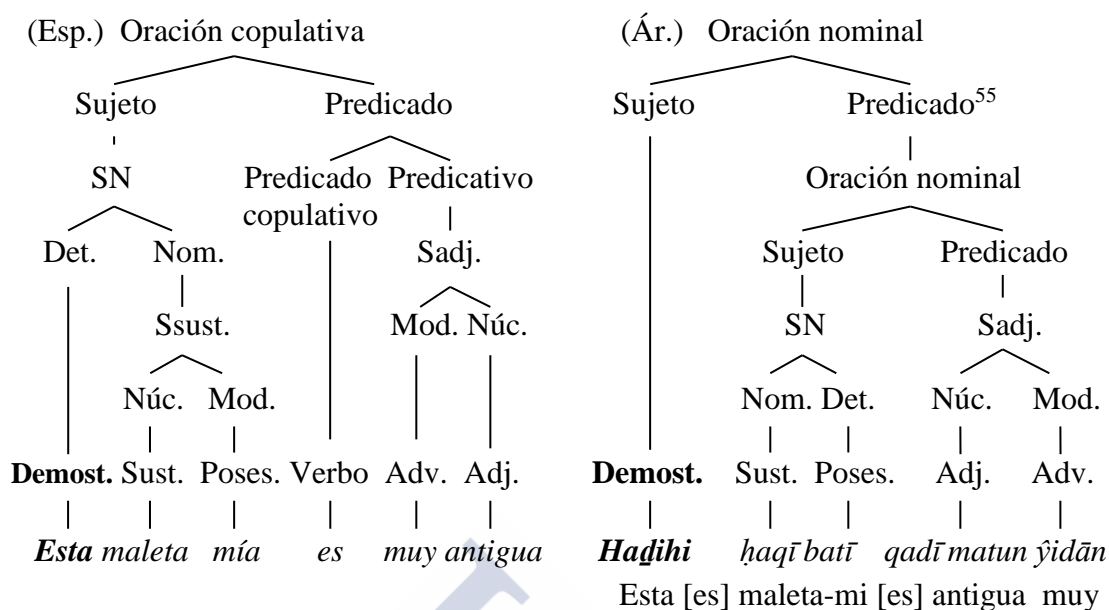 (Esp.) Oración copulativa (Ár.) Oración nominal
Sujeto Predicado Sujeto Predicado55
SN Predicado Predicativo Oración nominal
copulativo
Det. Nom. Sadj. Sujeto Predicado
Ssust. Mod. Núc. SN Sadj.
Núc. Mod. Nom. Det. Núc. Mod.
Demost. Sust. Poses. Verbo Adv. Adj. Demost. Sust. Poses. Adj. Adv.
Esta maleta mía es muy antigua Haḏihi ḥaqī batī qadī matun ŷidān
Esta [es] maleta-mi [es] antigua muy